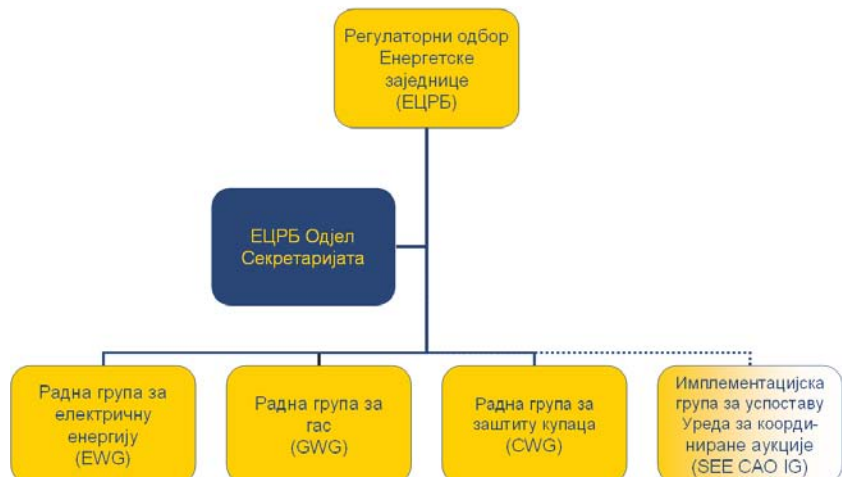 Регулаторни одбор
Енергетске
заједнице
(ЕЦРБ)
ЕЦРБ Одјел
Секретаријата
Радна група за
електричну
енергију
(EWG)
Радна група за
гас
(GWG)
Радна група за
заштиту купаца
(CWG)
Имплементацијска
група за успоставу
Уреда за коорди-
ниране аукције
(SEE CAO IG)